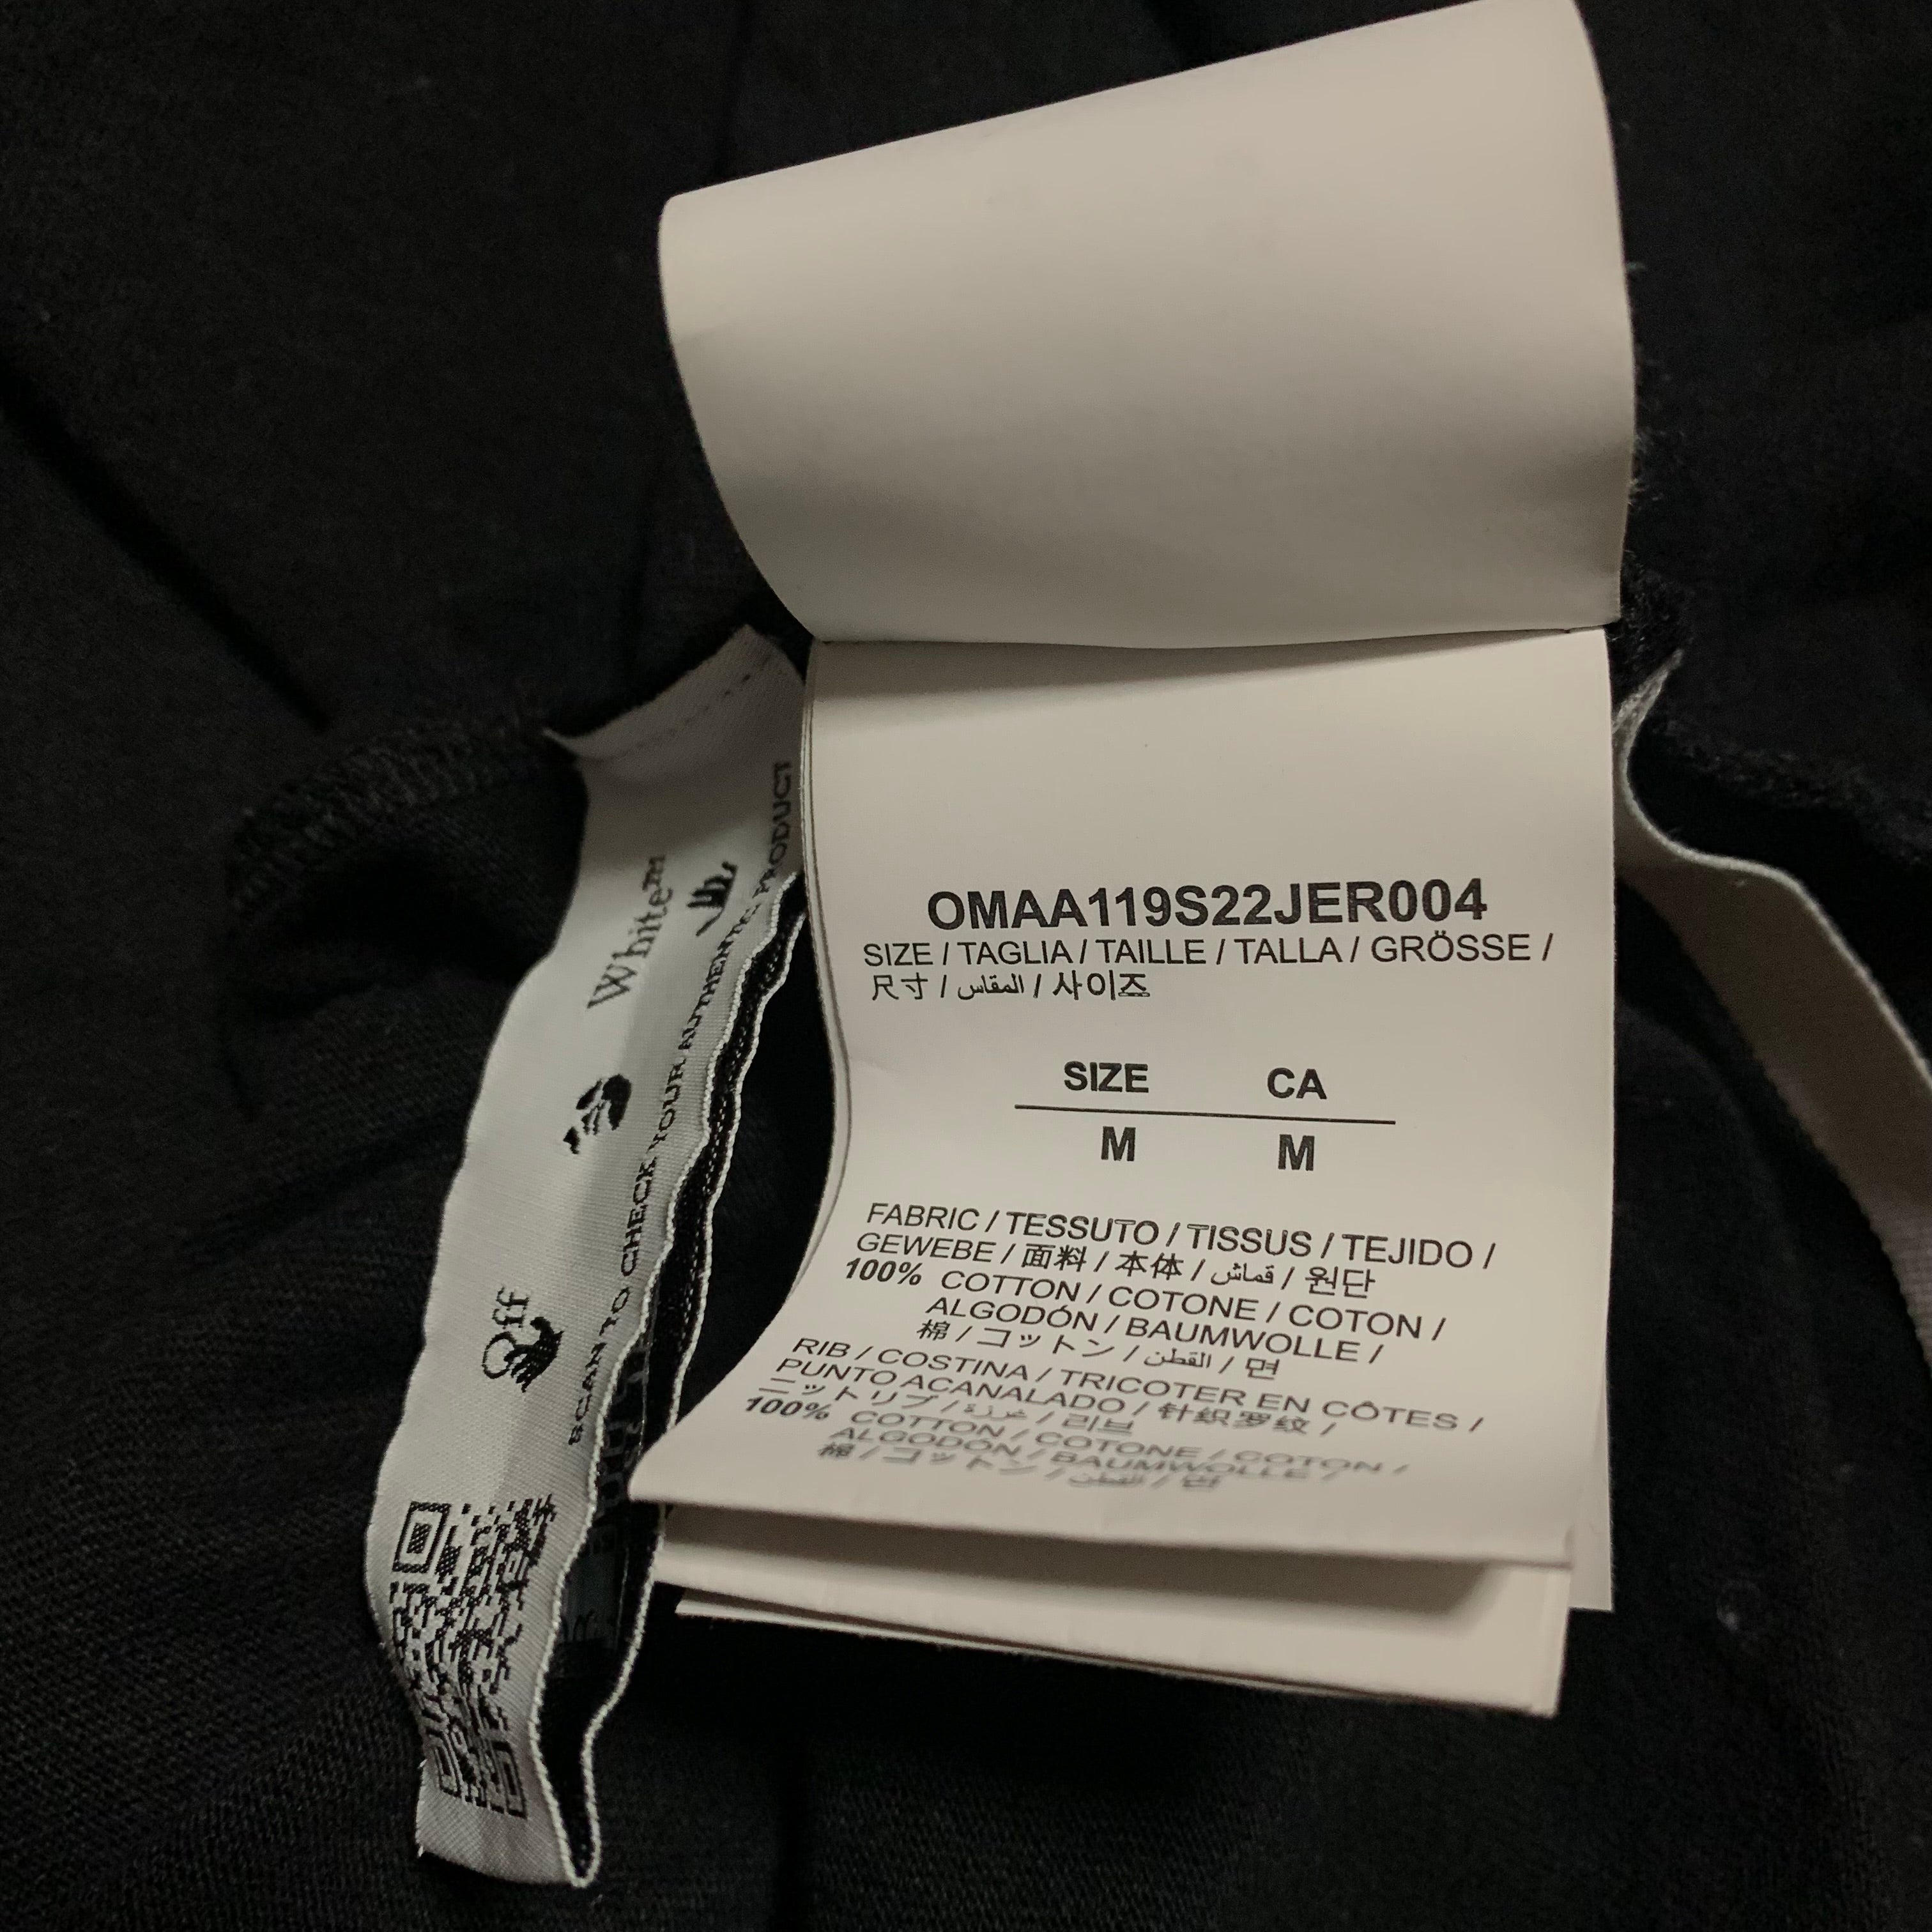 OMAA119S22JER004
SIZE / TAGLIA / TAILLE / TALLA / GRÖSSE /
尺寸 / المقاس / 사이즈
SIZE CA
M M
FABRIC / TESSUTO / TISSUS / TEJIDO /
GEWEBE / 面料 / 本体 / قماش / 원단
100% COTTON / COTONE / COTON /
ALGODÓN / BAUMWOLLE /
棉 / コットン / القطن / 면
RIB / COSTINA / TRICOTER EN CÔTES /
PUNTO ACANALADO / 针织罗纹 /
ニットリブ / غرزة / 리브
100% COTTON / COTONE / COTON /
ALGODÓN / BAUMWOLLE /
棉 / コットン / القطن / 면
Off White™
SCAN TO CHECK YOUR AUTHENTIC PRODUCT